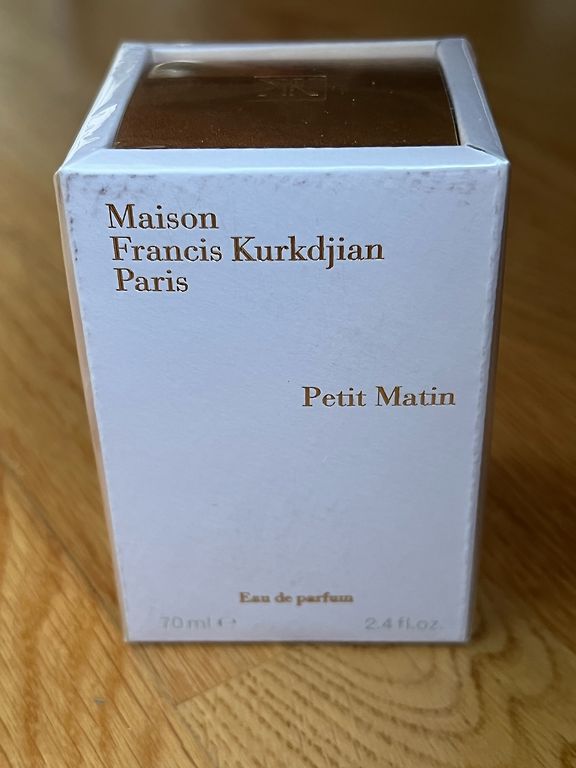 Maison
Francis Kurkdjian
Paris
Petit Matin
Eau de parfum
70 ml ℮ 2.4 fl.oz.